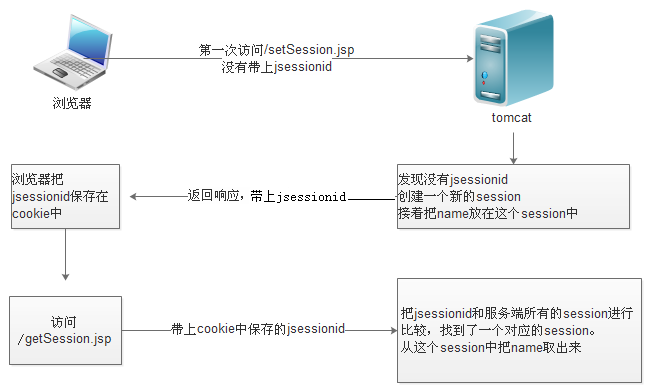 第一次访问/setSession.jsp
没有带上jsessionid
浏览器
tomcat
发现没有jsessionid
创建一个新的session
接着把name放在这个session中
返回响应，带上jsessionid
浏览器把
jsessionid保存在
cookie中
访问
/getSession.jsp
带上cookie中保存的jsessionid
把jsessionid和服务端所有的session进行
比较，找到了一个对应的session。
从这个session中把name取出来